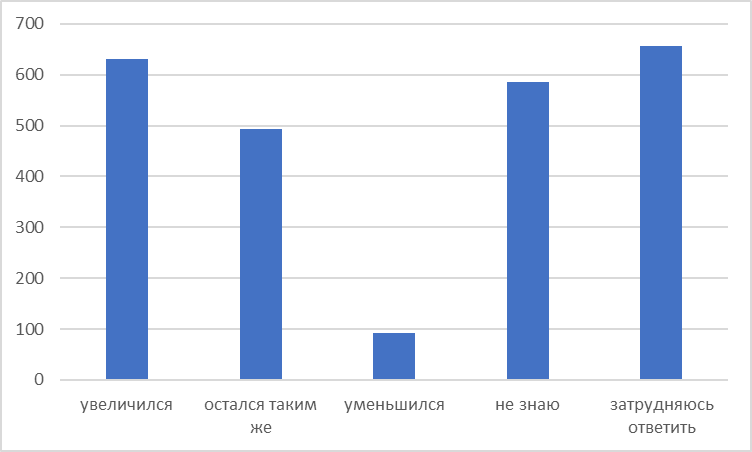 700
600
500
400
300
200
100
0
увеличился
остался таким
же
уменьшился
не знаю
затрудняюсь
ответить